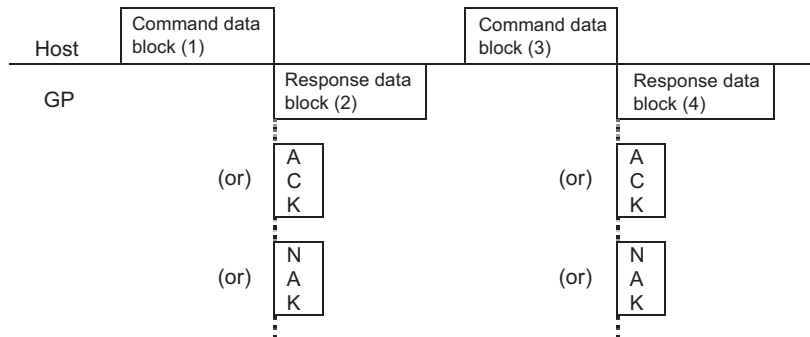 Command data
block (1)
Command data
block (3)
Host
GP
Response data
block (2)
Response data
block (4)
(or)
A
C
K
(or)
A
C
K
(or)
N
A
K
(or)
N
A
K